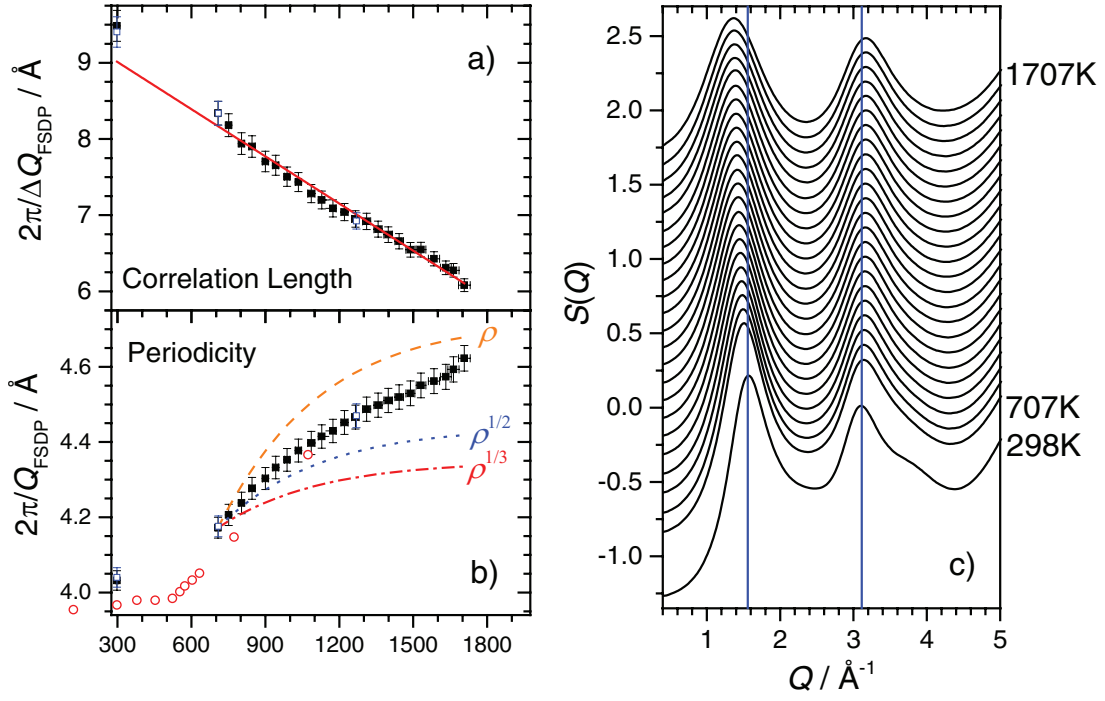 a)
9
8
7
6
2π/ΔQ_FSDP / Å
Correlation Length
Periodicity
ρ
ρ^1/2
ρ^1/3
4.6
4.4
4.2
4.0
2π/Q_FSDP / Å
b)
300 600 900 1200 1500 1800
2.5
2.0
1.5
1.0
0.5
0.0
-0.5
-1.0
S(Q)
1707K
707K
298K
c)
1 2 3 4 5
Q / Å^-1